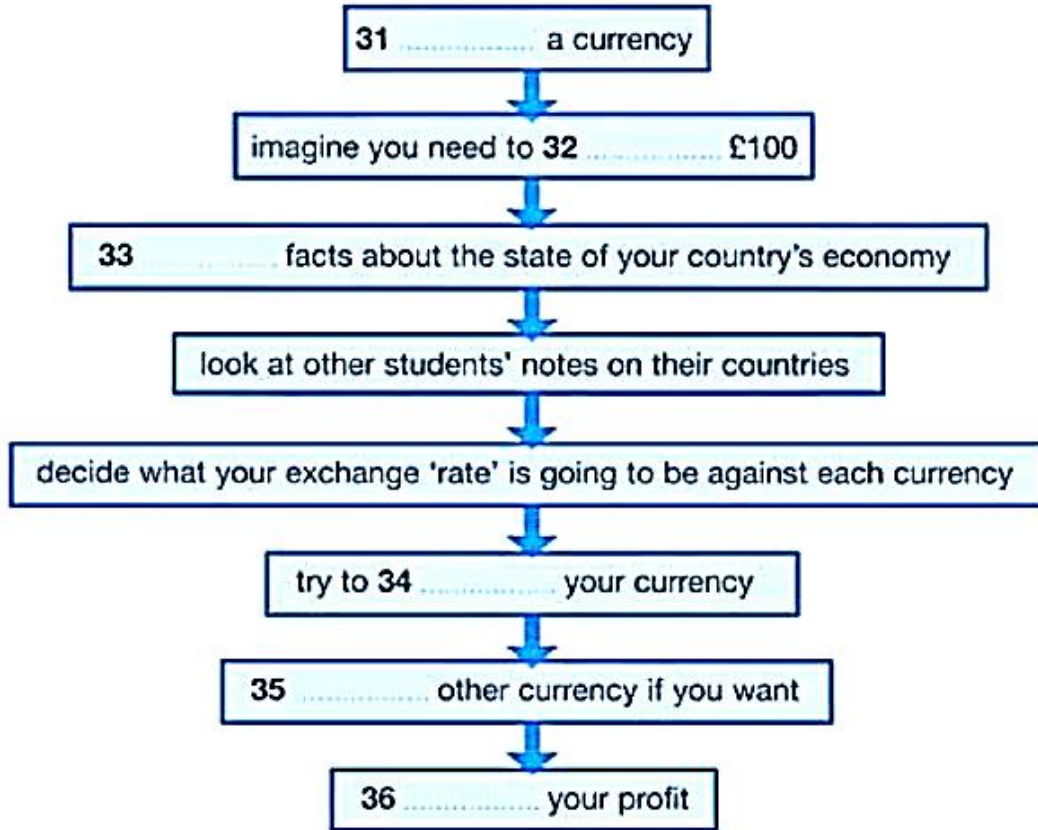 31 ............... a currency
imagine you need to 32 ............... £100
33 ............... facts about the state of your country's economy
look at other students' notes on their countries
decide what your exchange 'rate' is going to be against each currency
try to 34 ............... your currency
35 ............... other currency if you want
36 ............... your profit